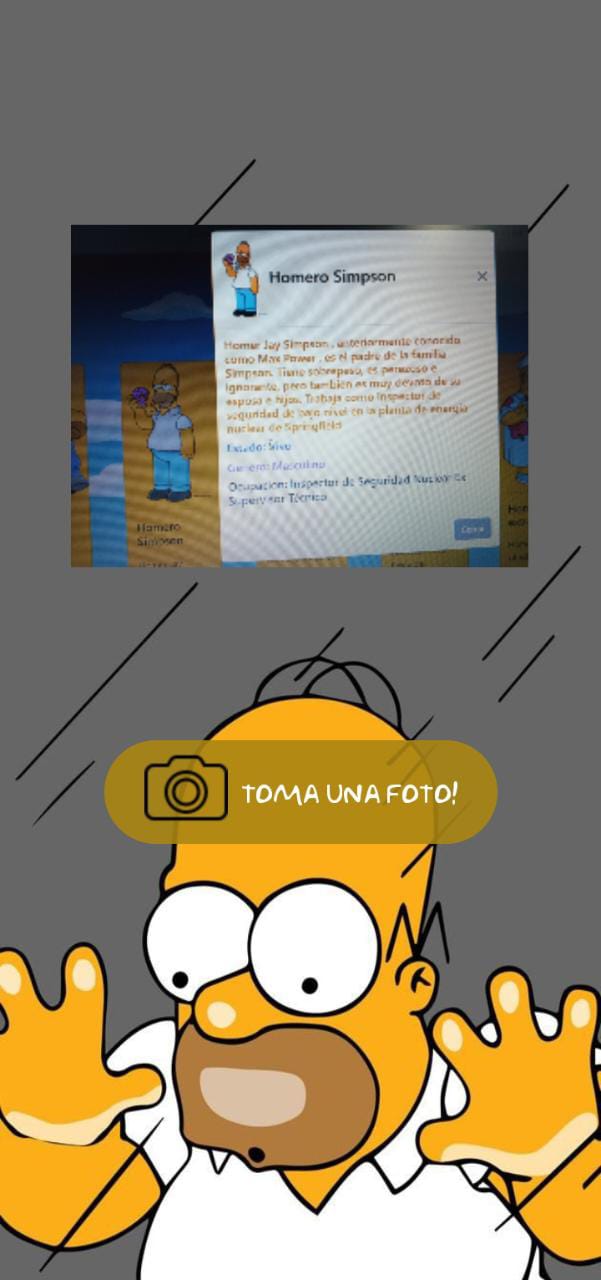 Homero Simpson
Homer Jay Simpson , anteriormente conocido
como Max Power , es el padre de la familia
Simpson. Tiene sobrepeso, es perezoso e
ignorante, pero también es muy devoto de su
esposa e hijos. Trabaja como Inspector de
seguridad de bajo nivel en la planta de energía
nuclear de Springfield
Estado: Vivo
Genero: Masculino
Ocupacion: Inspector de Seguridad Nuclear Ex
Supervisor Técnico
Homero
Simpson
TOMA UNA FOTO!